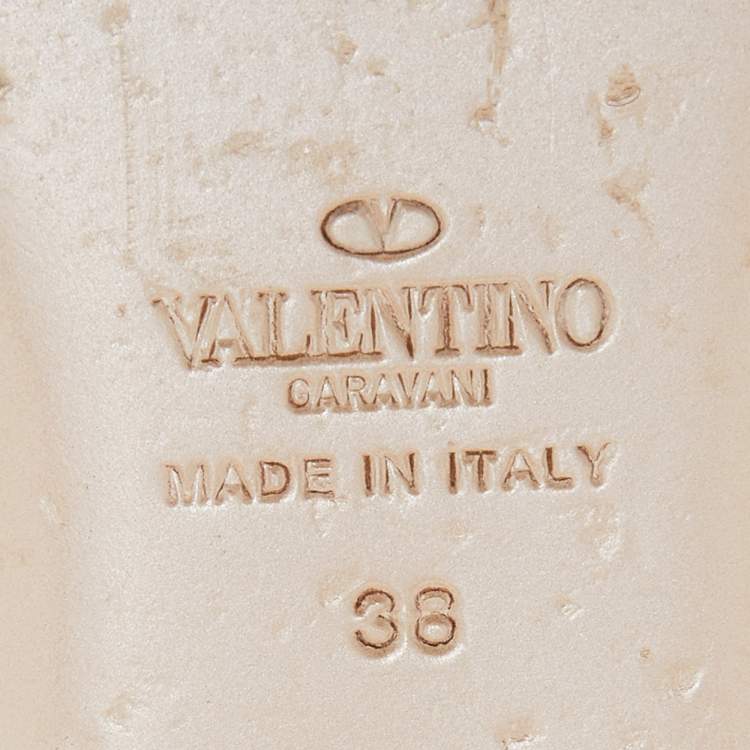 V
VALENTINO
GARAVANI
MADE IN ITALY
38